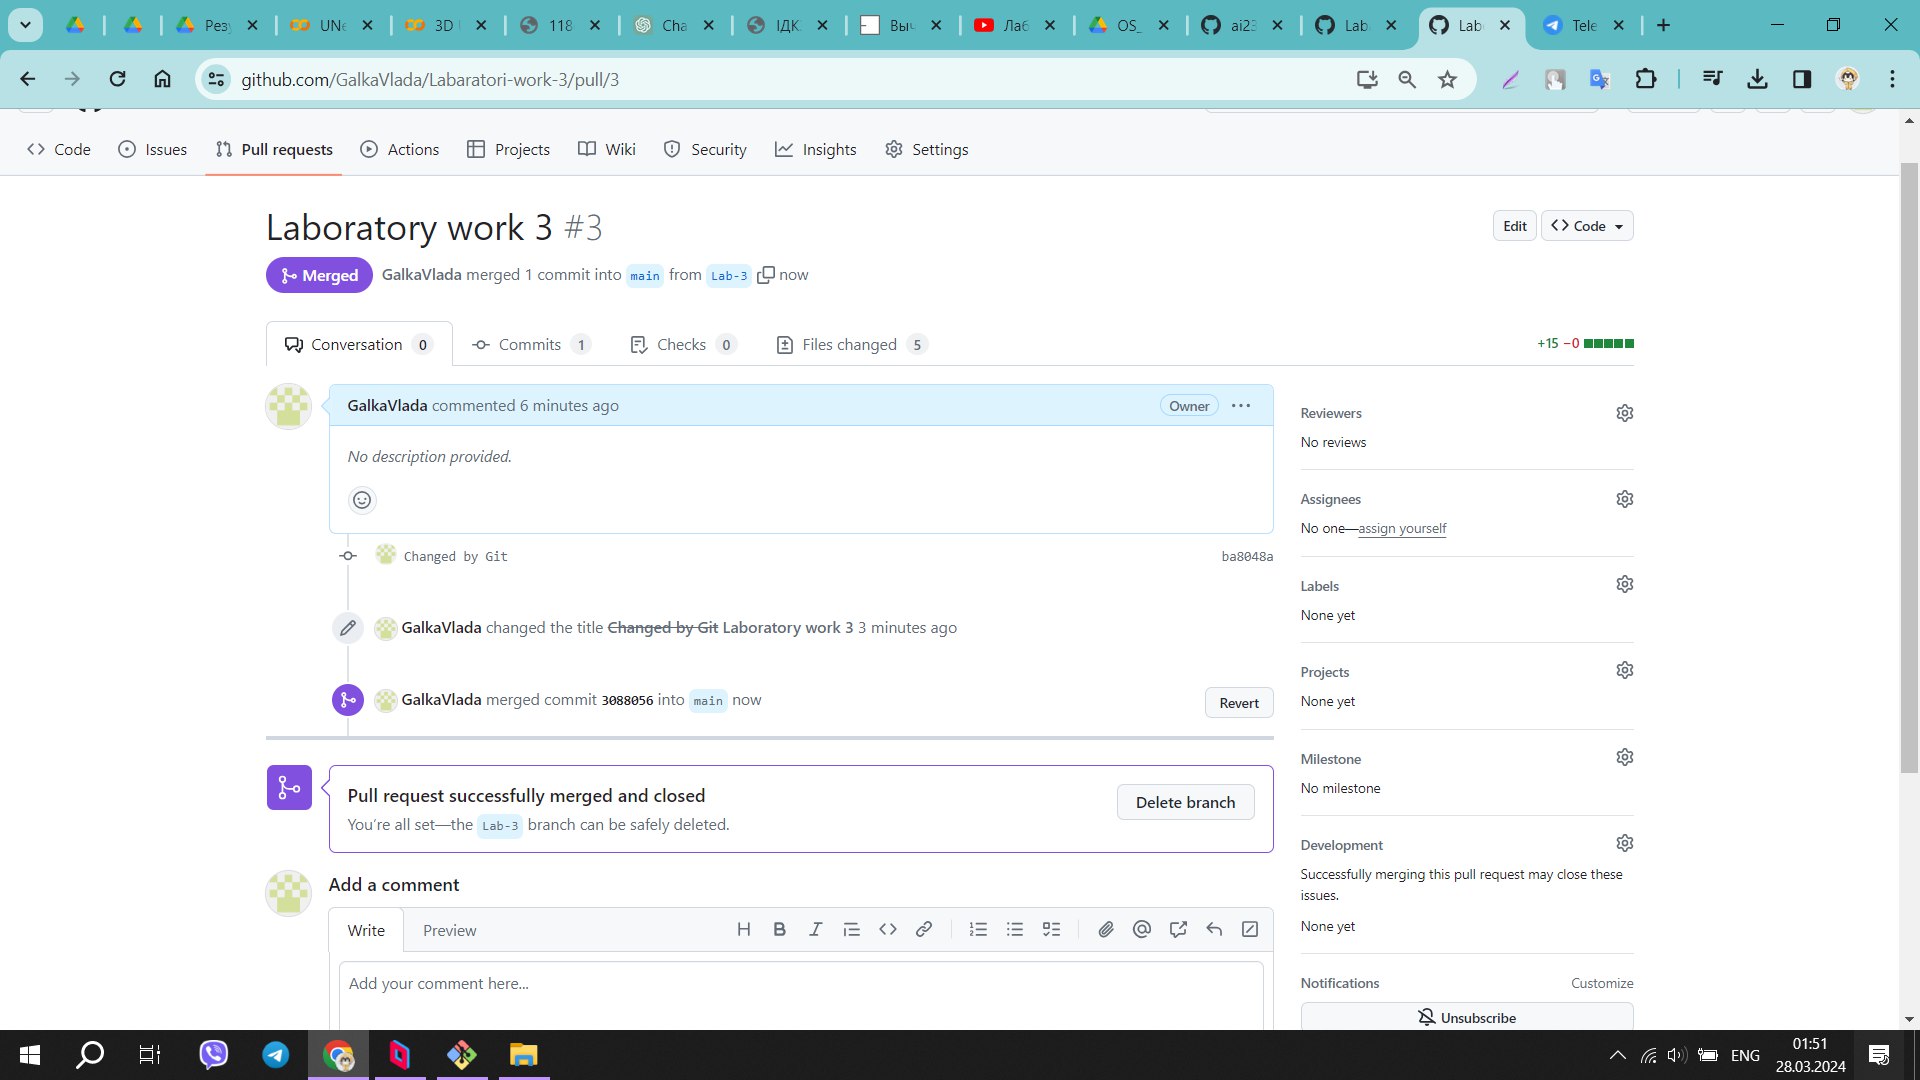 Резу
UNe
3D
118
Cha
ІДК
Выч
Лаб
OS_
ai23
Lab
Lab
Tele
github.com/GalkaVlada/Labaratori-work-3/pull/3
Code Issues Pull requests Actions Projects Wiki Security Insights Settings
Laboratory work 3 #3
Edit
Code
Merged
GalkaVlada merged 1 commit into main from Lab-3 now
Conversation 0 Commits 1 Checks 0 Files changed 5
+15 −0
GalkaVlada commented 6 minutes ago
Owner
No description provided.
Changed by Git
ba8048a
GalkaVlada changed the title Changed by Git Laboratory work 3 3 minutes ago
GalkaVlada merged commit 3088056 into main now
Revert
Pull request successfully merged and closed
You're all set—the Lab-3 branch can be safely deleted.
Delete branch
Add a comment
Write Preview
Add your comment here...
Reviewers
No reviews
Assignees
No one—assign yourself
Labels
None yet
Projects
None yet
Milestone
No milestone
Development
Successfully merging this pull request may close these
issues.
None yet
Notifications Customize
Unsubscribe
ENG
01:51
28.03.2024